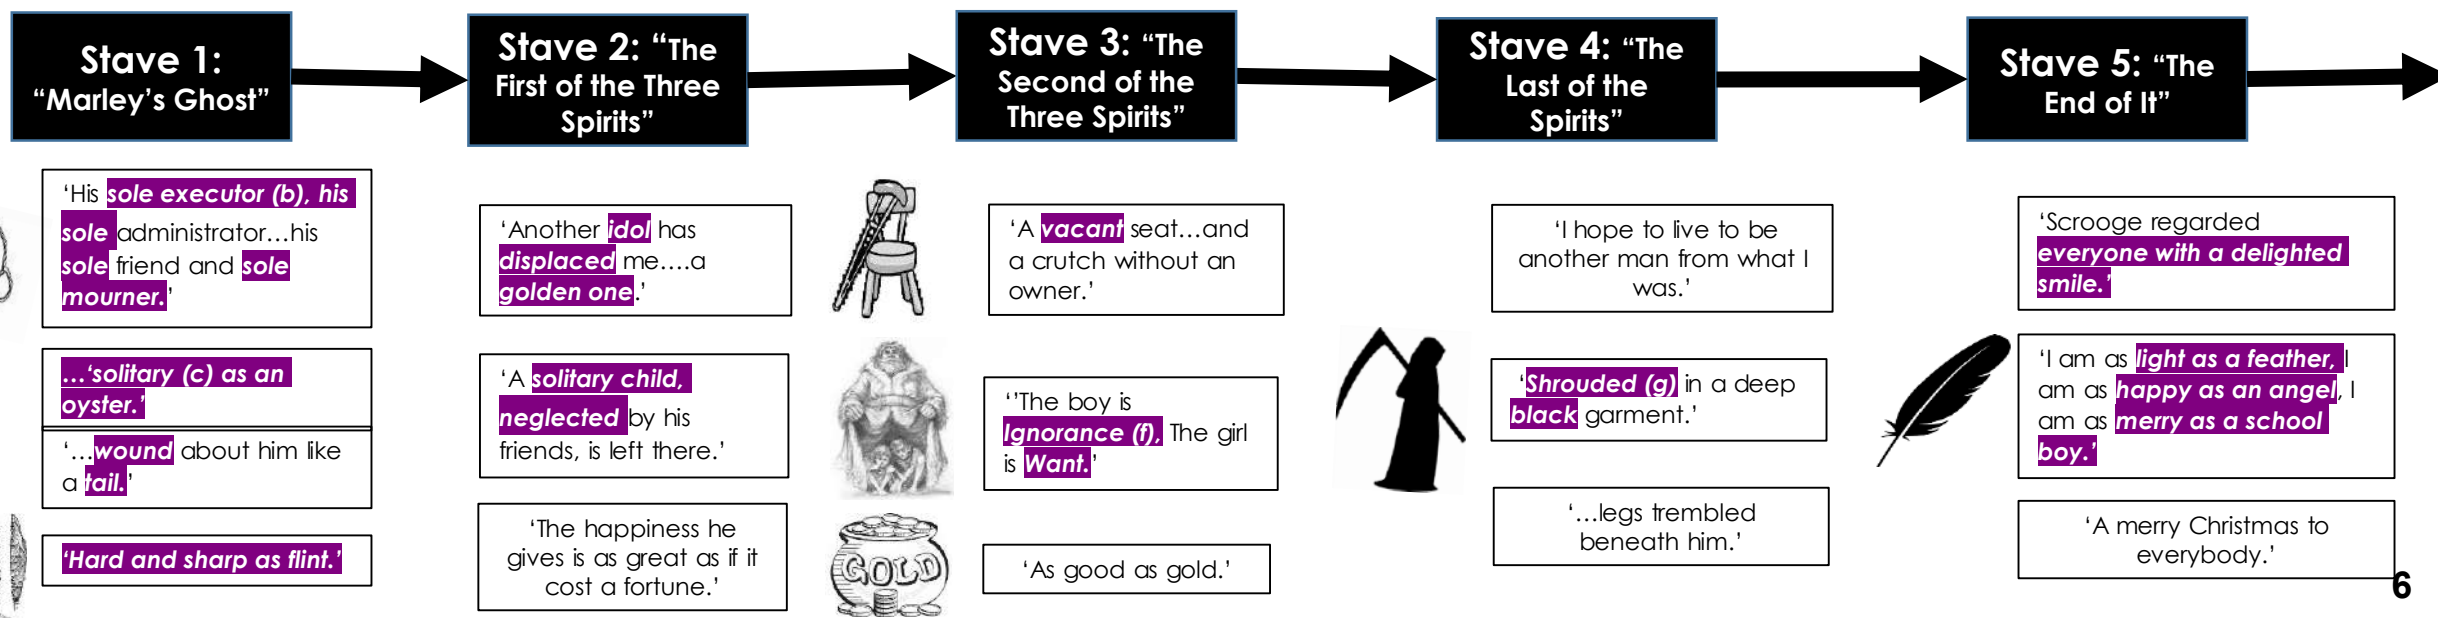 Stave 1:
“Marley’s Ghost”
Stave 2: “The
First of the Three
Spirits”
Stave 3: “The
Second of the
Three Spirits”
Stave 4: “The
Last of the
Spirits”
Stave 5: “The
End of It”
‘His sole executor (b), his
sole administrator…his
sole friend and sole
mourner.’
…‘solitary (c) as an
oyster.’
‘…wound about him like
a tail.’
‘Hard and sharp as flint.’
‘Another idol has
displaced me….a
golden one.’
‘A solitary child,
neglected by his
friends, is left there.’
‘The happiness he
gives is as great as if it
cost a fortune.’
‘A vacant seat…and
a crutch without an
owner.’
‘’The boy is
Ignorance (f), The girl
is Want.’
GOLD
‘As good as gold.’
‘I hope to live to be
another man from what I
was.’
‘Shrouded (g) in a deep
black garment.’
‘…legs trembled
beneath him.’
‘Scrooge regarded
everyone with a delighted
smile.’
‘I am as light as a feather, I
am as happy as an angel, I
am as merry as a school
boy.’
‘A merry Christmas to
everybody.’
6